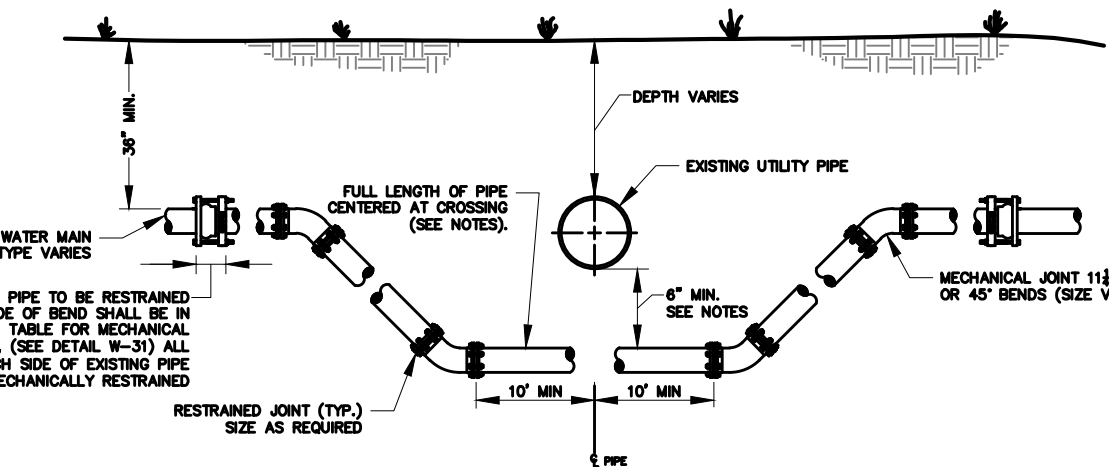 36" MIN.
DEPTH VARIES
EXISTING UTILITY PIPE
FULL LENGTH OF PIPE
CENTERED AT CROSSING
(SEE NOTES).
WATER MAIN
TYPE VARIES
PIPE TO BE RESTRAINED
DE OF BEND SHALL BE IN
TABLE FOR MECHANICAL
(SEE DETAIL W-31) ALL
CH SIDE OF EXISTING PIPE
MECHANICALLY RESTRAINED
6" MIN.
SEE NOTES
MECHANICAL JOINT 11
OR 45° BENDS (SIZE V
10' MIN
10' MIN
RESTRAINED JOINT (TYP.)
SIZE AS REQUIRED
℄ PIPE